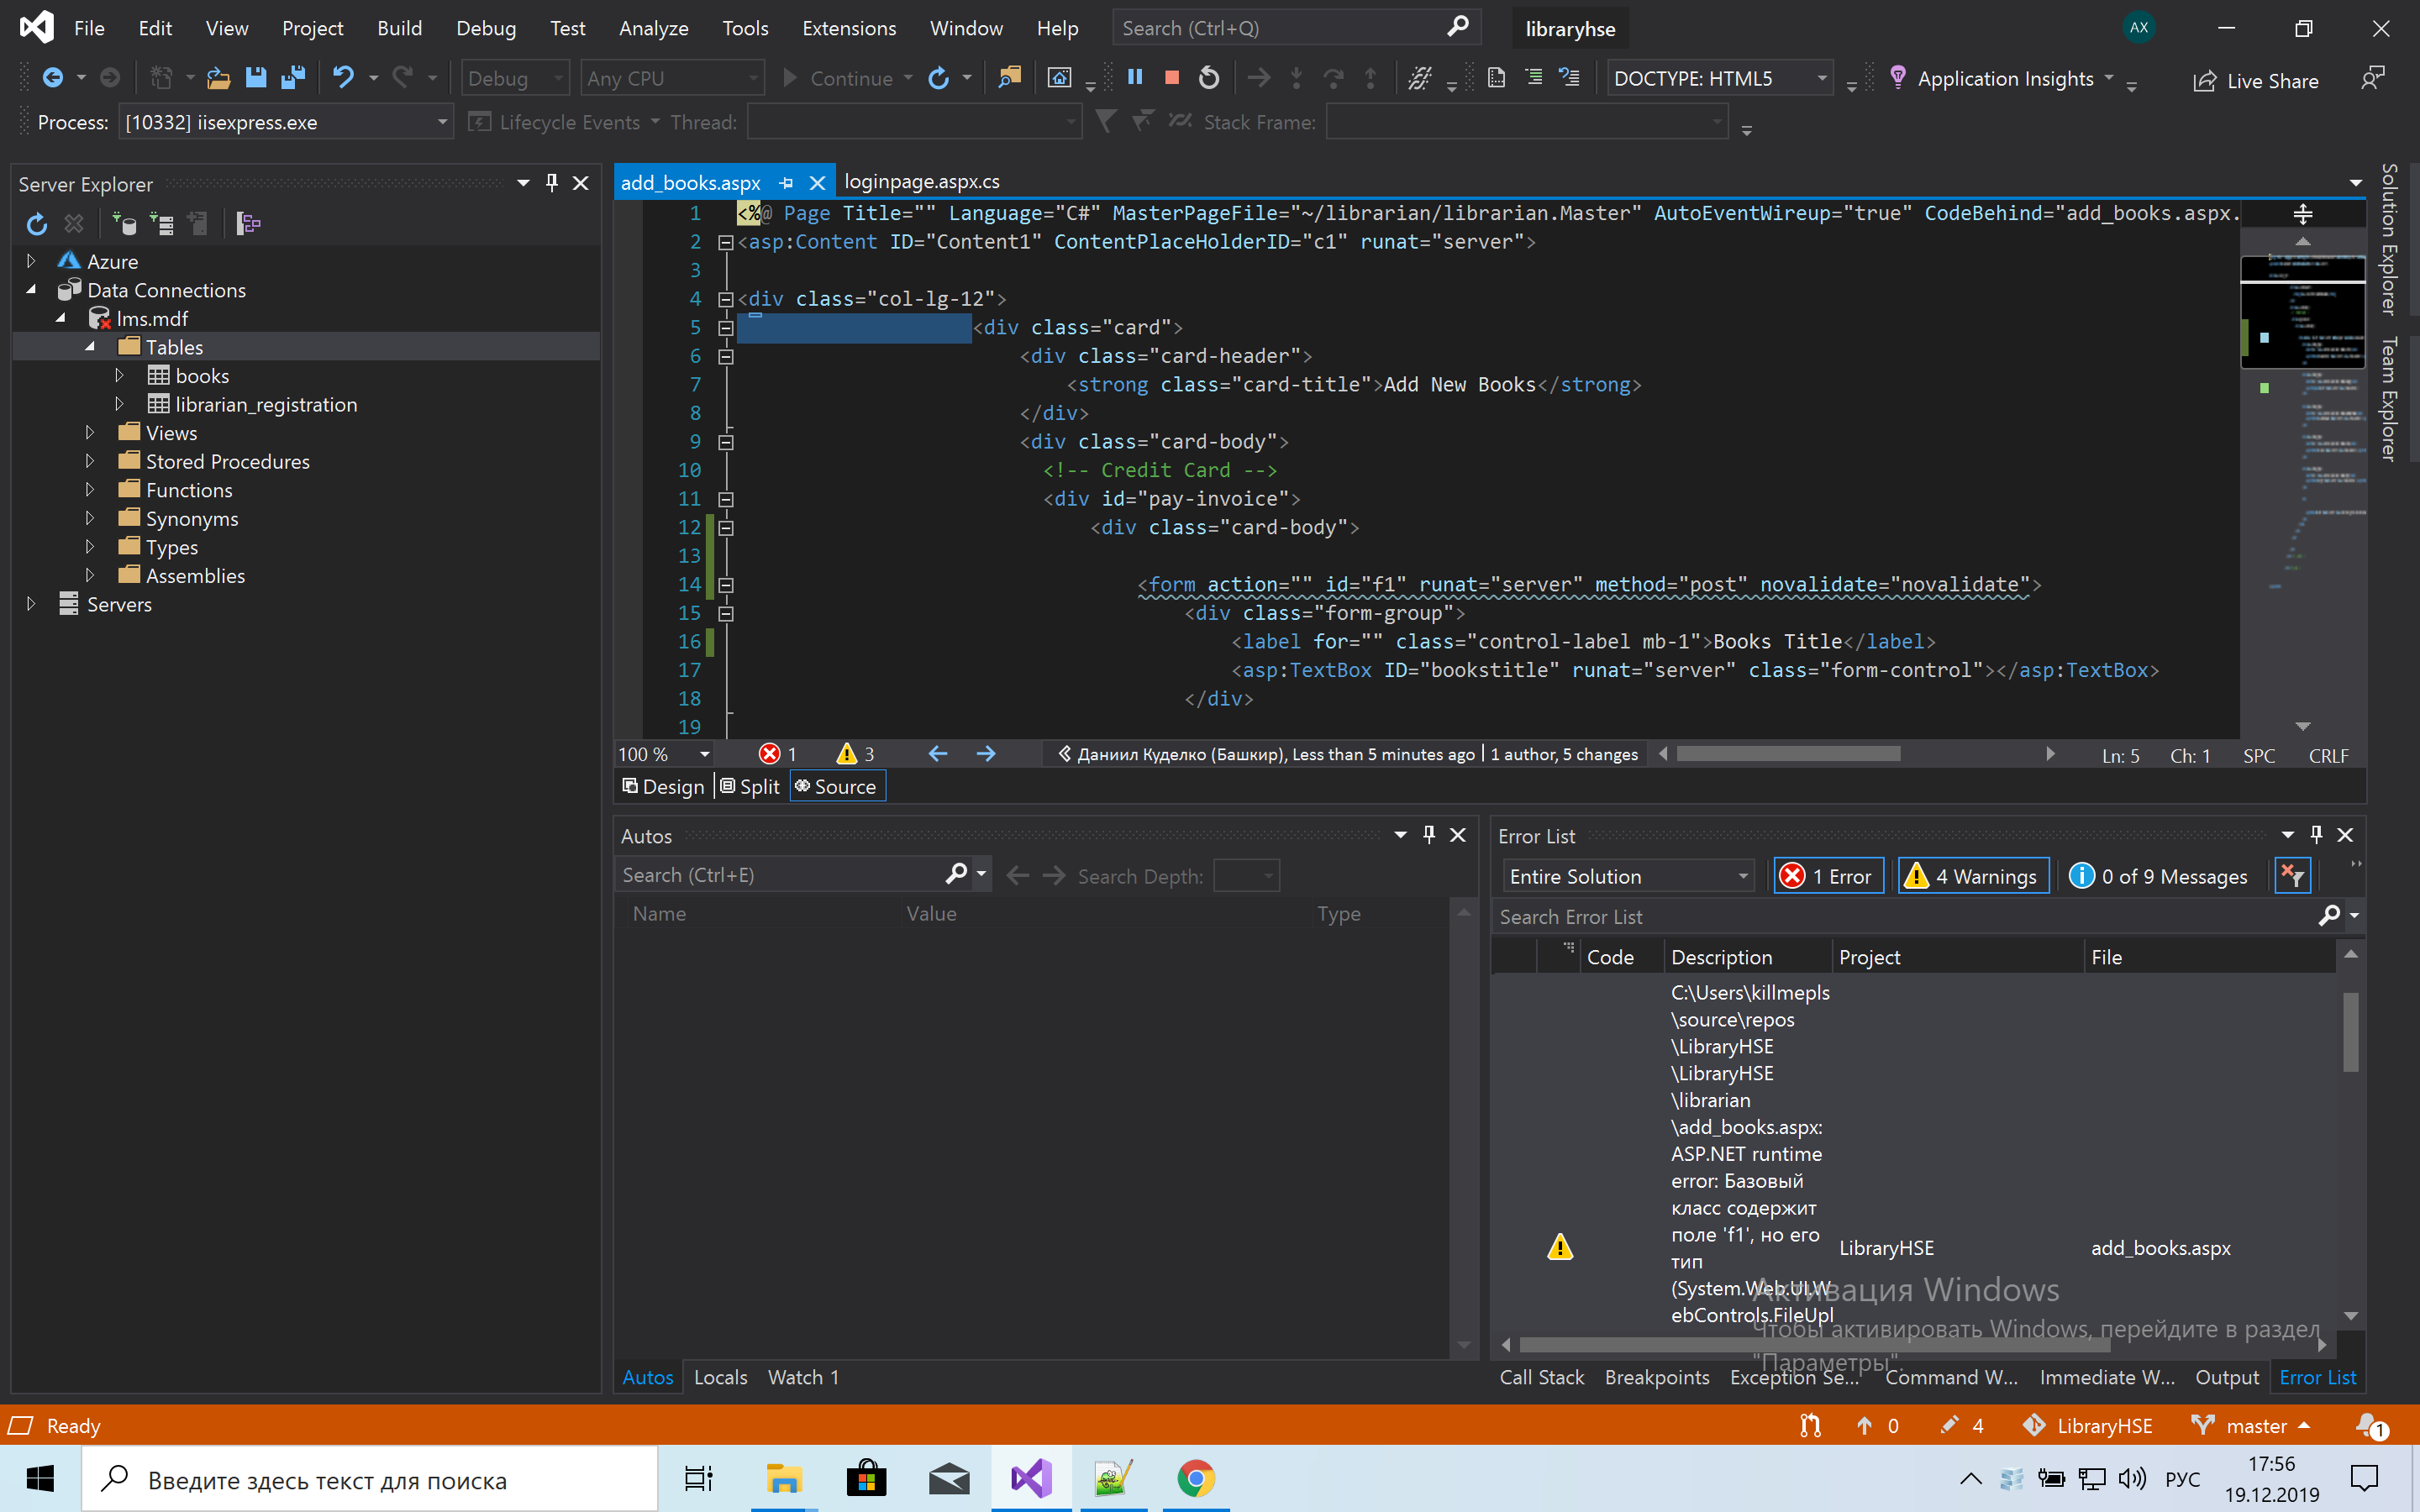 File Edit View Project Build Debug Test Analyze Tools Extensions Window Help Search (Ctrl+Q) libraryhse AX
Debug Any CPU Continue DOCTYPE: HTML5 Application Insights Live Share
Process: [10332] iisexpress.exe Lifecycle Events Thread: Stack Frame:
Server Explorer
Azure
Data Connections
lms.mdf
Tables
books
librarian_registration
Views
Stored Procedures
Functions
Synonyms
Types
Assemblies
Servers
add_books.aspx loginpage.aspx.cs
1 <%@ Page Title="" Language="C#" MasterPageFile="~/librarian/librarian.Master" AutoEventWireup="true" CodeBehind="add_books.aspx.
2 <asp:Content ID="Content1" ContentPlaceHolderID="c1" runat="server">
3
4 <div class="col-lg-12">
5 <div class="card">
6 <div class="card-header">
7 <strong class="card-title">Add New Books</strong>
8 </div>
9 <div class="card-body">
10 <!-- Credit Card -->
11 <div id="pay-invoice">
12 <div class="card-body">
13
14 <form action="" id="f1" runat="server" method="post" novalidate="novalidate">
15 <div class="form-group">
16 <label for="" class="control-label mb-1">Books Title</label>
17 <asp:TextBox ID="bookstitle" runat="server" class="form-control"></asp:TextBox>
18 </div>
19
100 % 1 3 Даниил Куделко (Башкир), Less than 5 minutes ago | 1 author, 5 changes Ln: 5 Ch: 1 SPC CRLF
Design Split Source
Solution Explorer
Team Explorer
Autos
Search (Ctrl+E) Search Depth:
Name Value Type
Autos Locals Watch 1
Error List
Entire Solution 1 Error 4 Warnings 0 of 9 Messages
Search Error List
Code Description Project File
C:\Users\killmepls
\source\repos
\LibraryHSE
\LibraryHSE
\librarian
\add_books.aspx:
ASP.NET runtime
error: Базовый
класс содержит
поле 'f1', но его
тип
(System.Web.UI.W
ebControls.FileUpl
LibraryHSE add_books.aspx
Активация Windows
Чтобы активировать Windows, перейдите в раздел
"Параметры".
Call Stack Breakpoints Exception Se... Command W... Immediate W... Output Error List
Ready 0 4 LibraryHSE master 1
Введите здесь текст для поиска РУС 17:56
19.12.2019